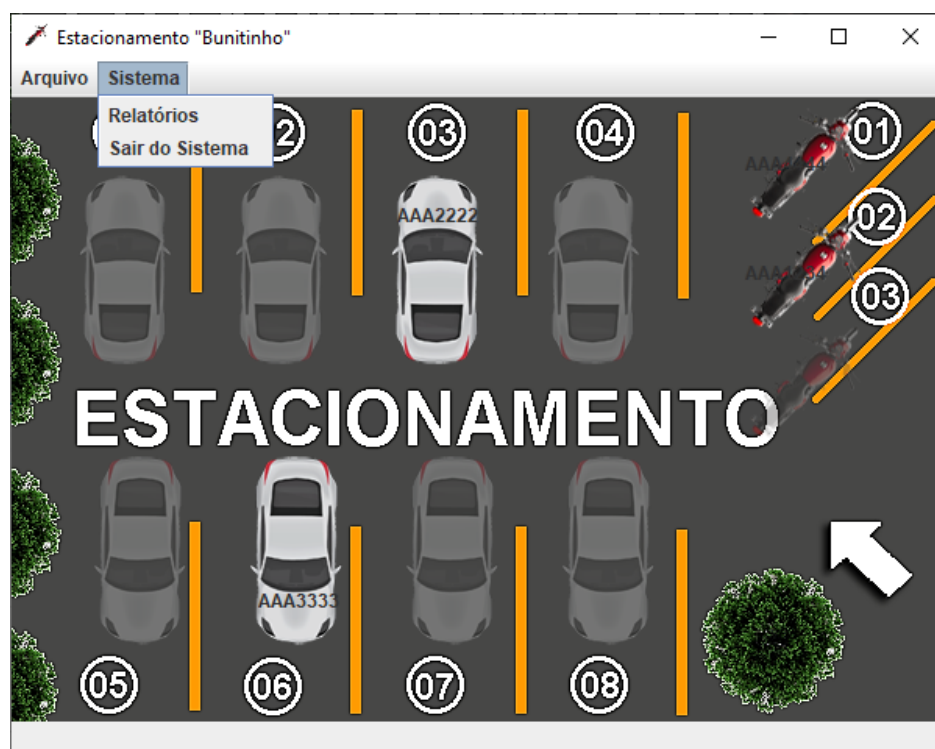 Estacionamento "Bunitinho"
Arquivo Sistema
Relatórios
Sair do Sistema
03 04 01
AAA2222
02
03
ESTACIONAMENTO
AAA3333
05 06 07 08